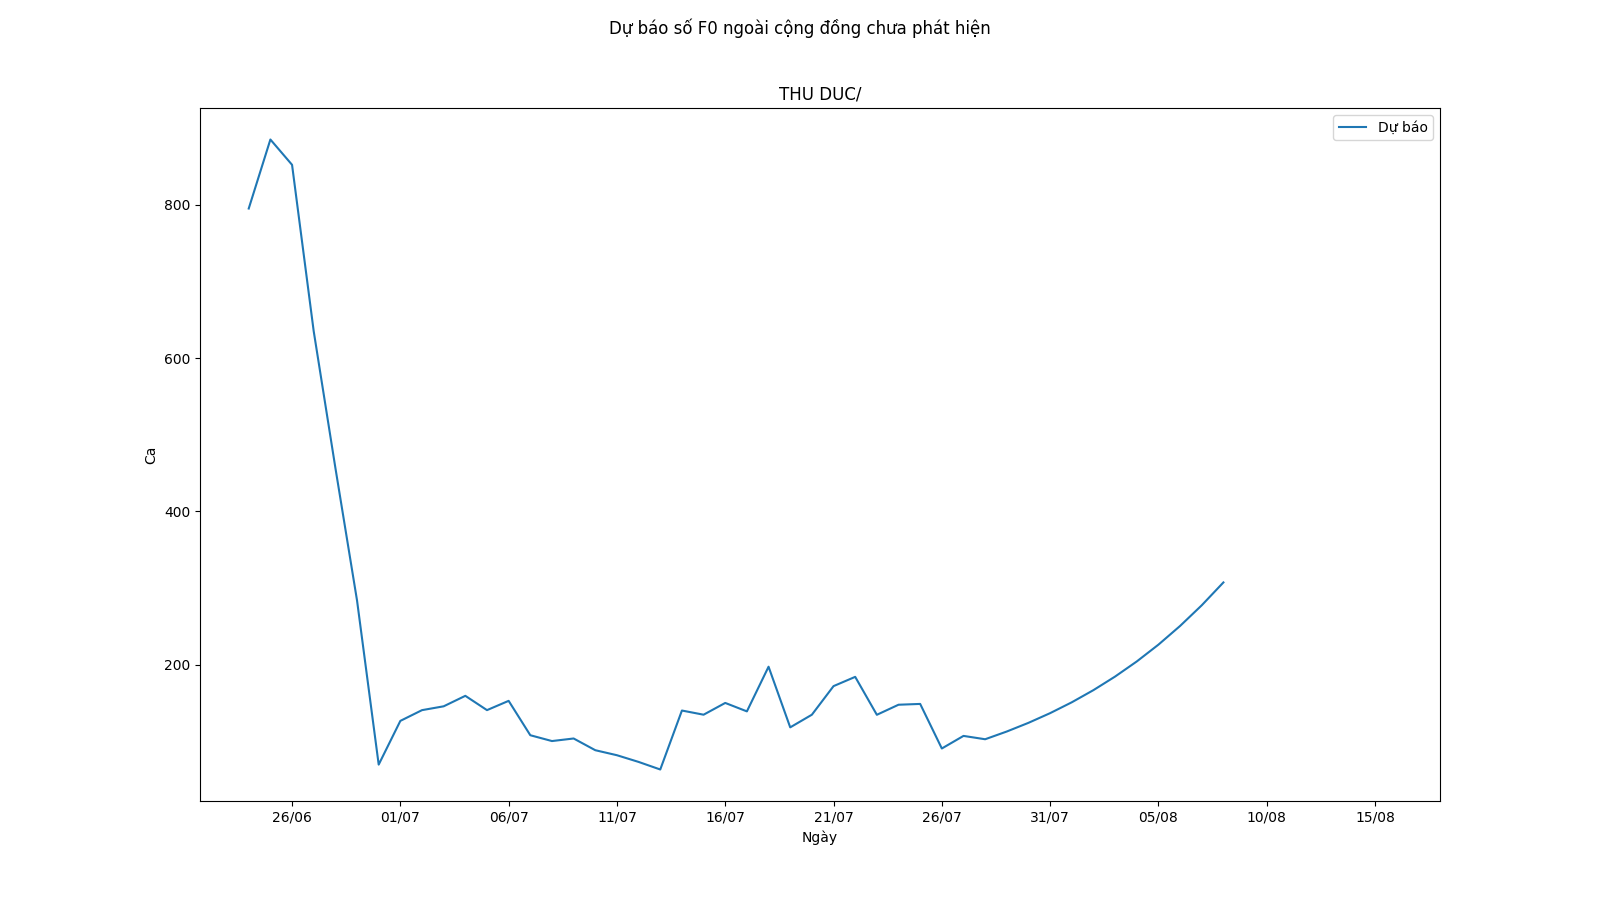 Dự báo số F0 ngoài cộng đồng chưa phát hiện
THU DUC/
Dự báo
800
600
400
200
Ca
26/06 01/07 06/07 11/07 16/07 21/07 26/07 31/07 05/08 10/08 15/08
Ngày